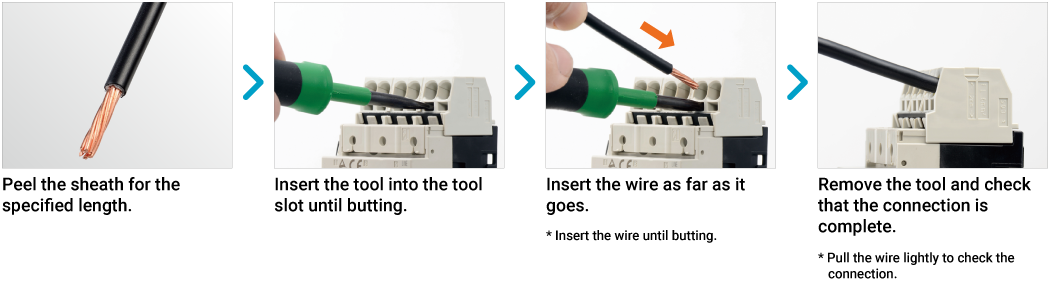 Peel the sheath for the
specified length.
Insert the tool into the tool
slot until butting.
Insert the wire as far as it
goes.
* Insert the wire until butting.
Remove the tool and check
that the connection is
complete.
* Pull the wire lightly to check the
connection.